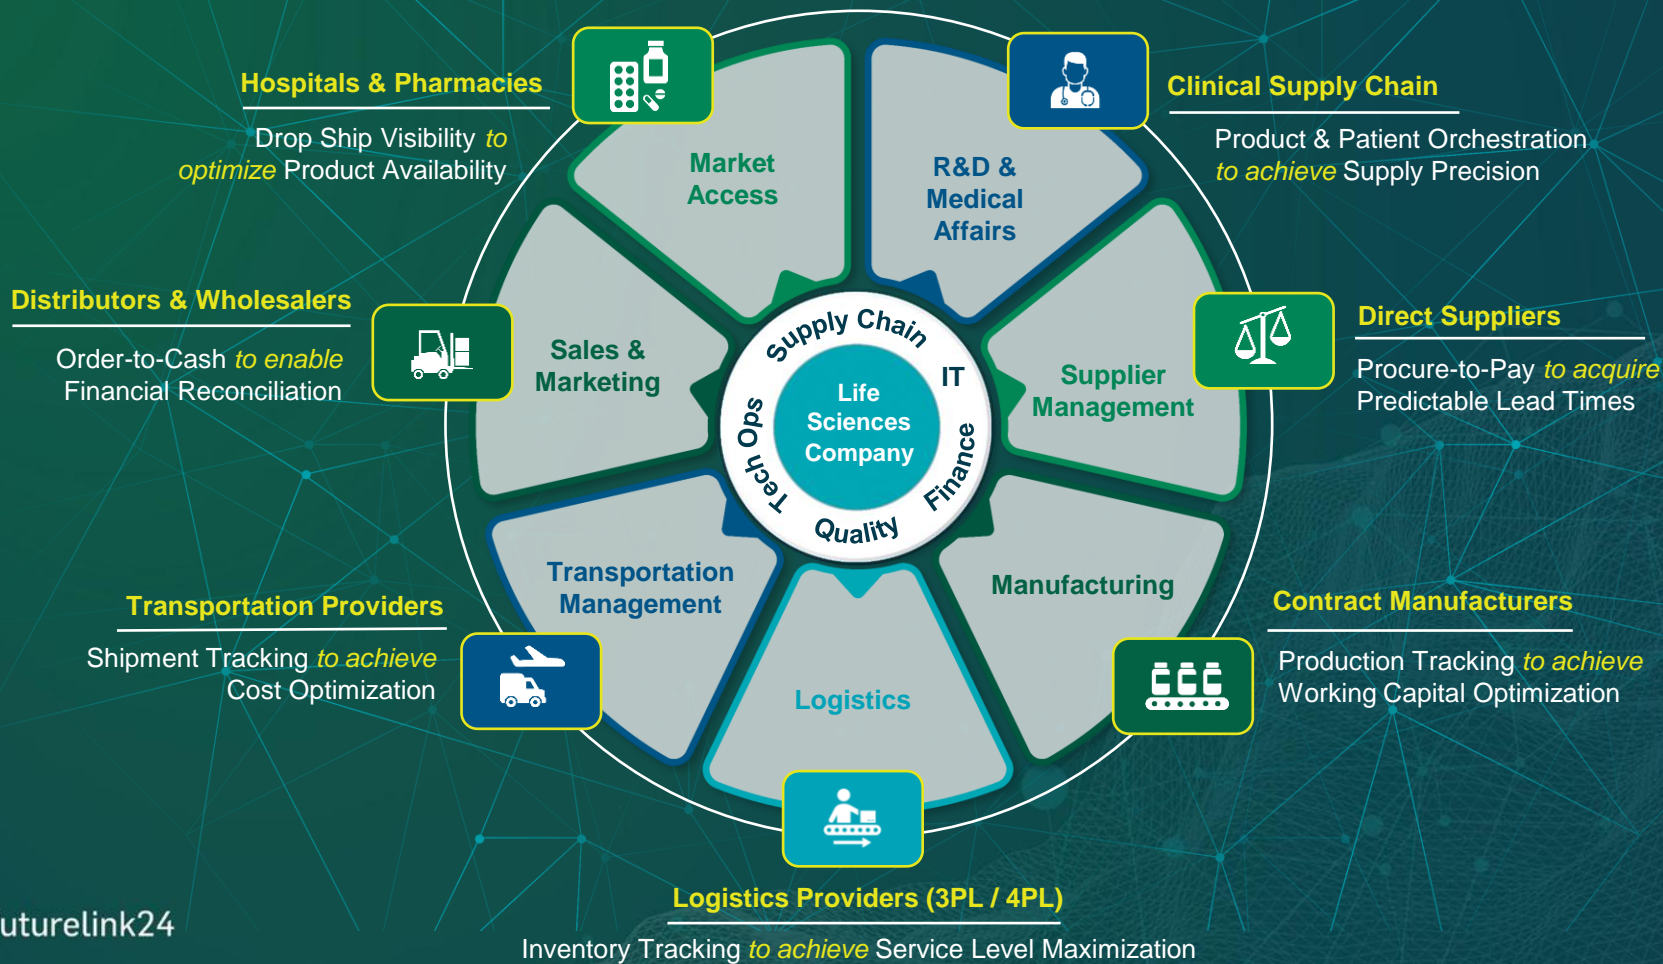 Hospitals & Pharmacies
Drop Ship Visibility to
optimize Product Availability
Clinical Supply Chain
Product & Patient Orchestration
to achieve Supply Precision
Market
Access
R&D &
Medical
Affairs
Distributors & Wholesalers
Order-to-Cash to enable
Financial Reconciliation
Sales &
Marketing
Supply Chain
IT
Finance
Quality
Tech Ops
Life
Sciences
Company
Supplier
Management
Direct Suppliers
Procure-to-Pay to acquire
Predictable Lead Times
Transportation
Management
Manufacturing
Transportation Providers
Shipment Tracking to achieve
Cost Optimization
Logistics
Contract Manufacturers
Production Tracking to achieve
Working Capital Optimization
Logistics Providers (3PL / 4PL)
Inventory Tracking to achieve Service Level Maximization
uturelink24